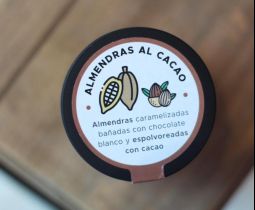 ALMENDRAS AL CACAO
Almendras caramelizadas
bañadas con chocolate
blanco y espolvoreadas
con cacao